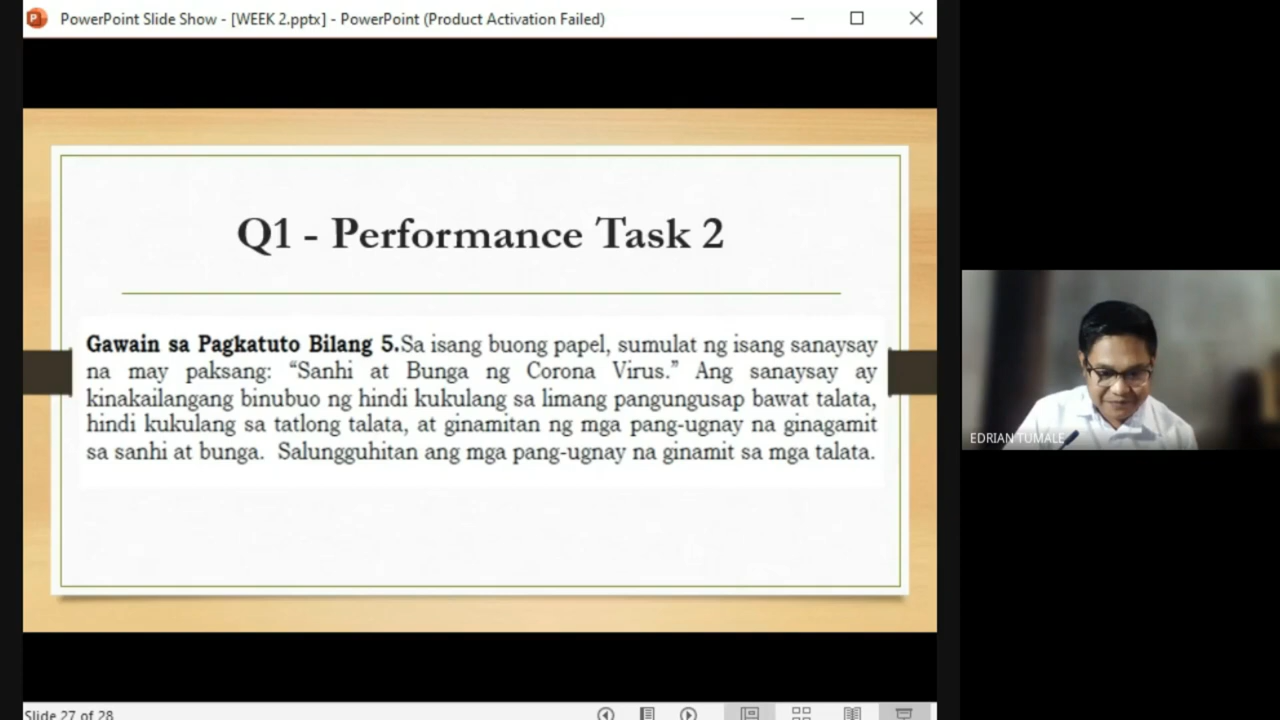 PowerPoint Slide Show - [WEEK 2.pptx] - PowerPoint (Product Activation Failed)
Q1 - Performance Task 2
Gawain sa Pagkatuto Bilang 5.Sa isang buong papel, sumulat ng isang sanaysay
na may paksang: “Sanhi at Bunga ng Corona Virus.” Ang sanaysay ay
kinakailangang binubuo ng hindi kukulang sa limang pangungusap bawat talata,
hindi kukulang sa tatlong talata, at ginamitan ng mga pang-ugnay na ginagamit
sa sanhi at bunga. Salungguhitan ang mga pang-ugnay na ginamit sa mga talata.
EDRIAN TUMALE
Slide 27 of 28